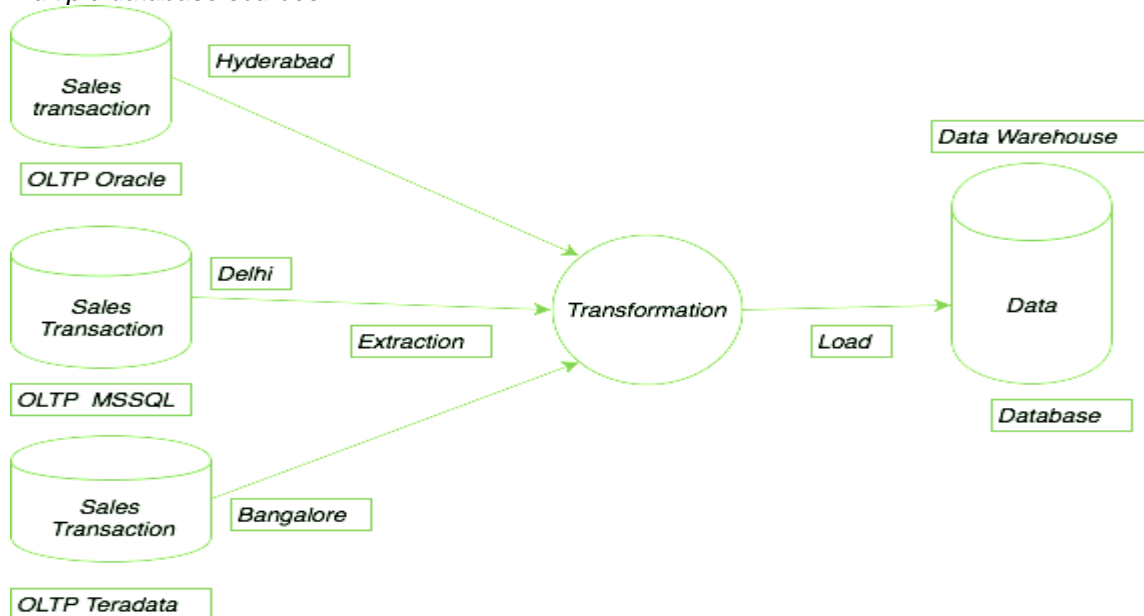 Hyderabad
Sales
transaction
OLTP Oracle
Data Warehouse
Delhi
Sales
Transaction
Extraction
Transformation
Load
Data
OLTP MSSQL
Database
Sales
Transaction
Bangalore
OLTP Teradata